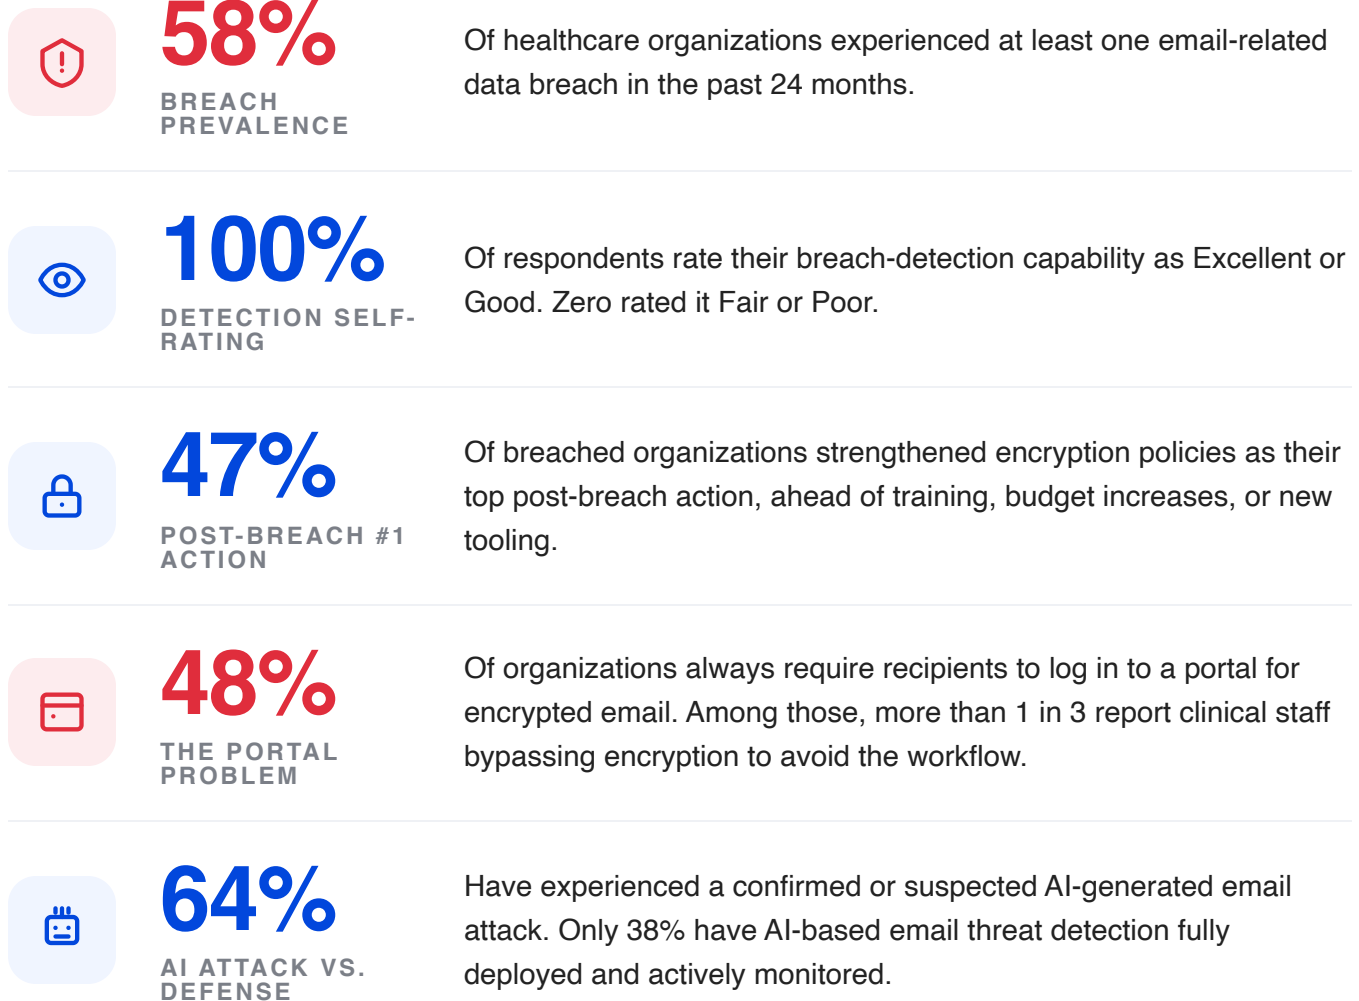 58%
BREACH
PREVALENCE
Of healthcare organizations experienced at least one email-related
data breach in the past 24 months.
100%
DETECTION SELF-
RATING
Of respondents rate their breach-detection capability as Excellent or
Good. Zero rated it Fair or Poor.
47%
POST-BREACH #1
ACTION
Of breached organizations strengthened encryption policies as their
top post-breach action, ahead of training, budget increases, or new
tooling.
48%
THE PORTAL
PROBLEM
Of organizations always require recipients to log in to a portal for
encrypted email. Among those, more than 1 in 3 report clinical staff
bypassing encryption to avoid the workflow.
64%
AI ATTACK VS.
DEFENSE
Have experienced a confirmed or suspected AI-generated email
attack. Only 38% have AI-based email threat detection fully
deployed and actively monitored.